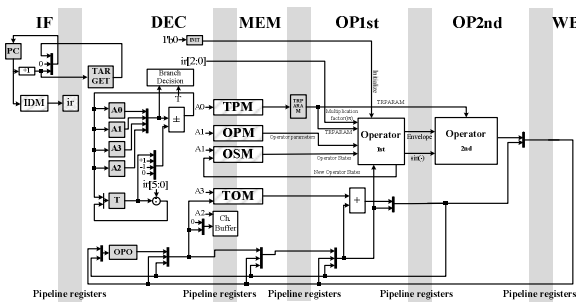 IF DEC MEM OP1st OP2nd WB
1'b0 INIT
PC
0
+1
TAR
GET
IDM
ir
ir[2:0]
Branch
Decision
Initialize
A0
A1
A3
A2
T
±
ir[5:0]
A0 TPM
TRP
ARA
M
TRPARAM
Multiplication
factor(rs)
TRPARAM
A1 OPM
Operator parameters
A1 OSM
Operator States
New Operator States
Operator
1st
Envelope
sin(·)
Operator
2nd
A3 TOM
+
A2
0
Ch.
Buffer
OPO
Pipeline registers Pipeline registers Pipeline registers Pipeline registers Pipeline registers